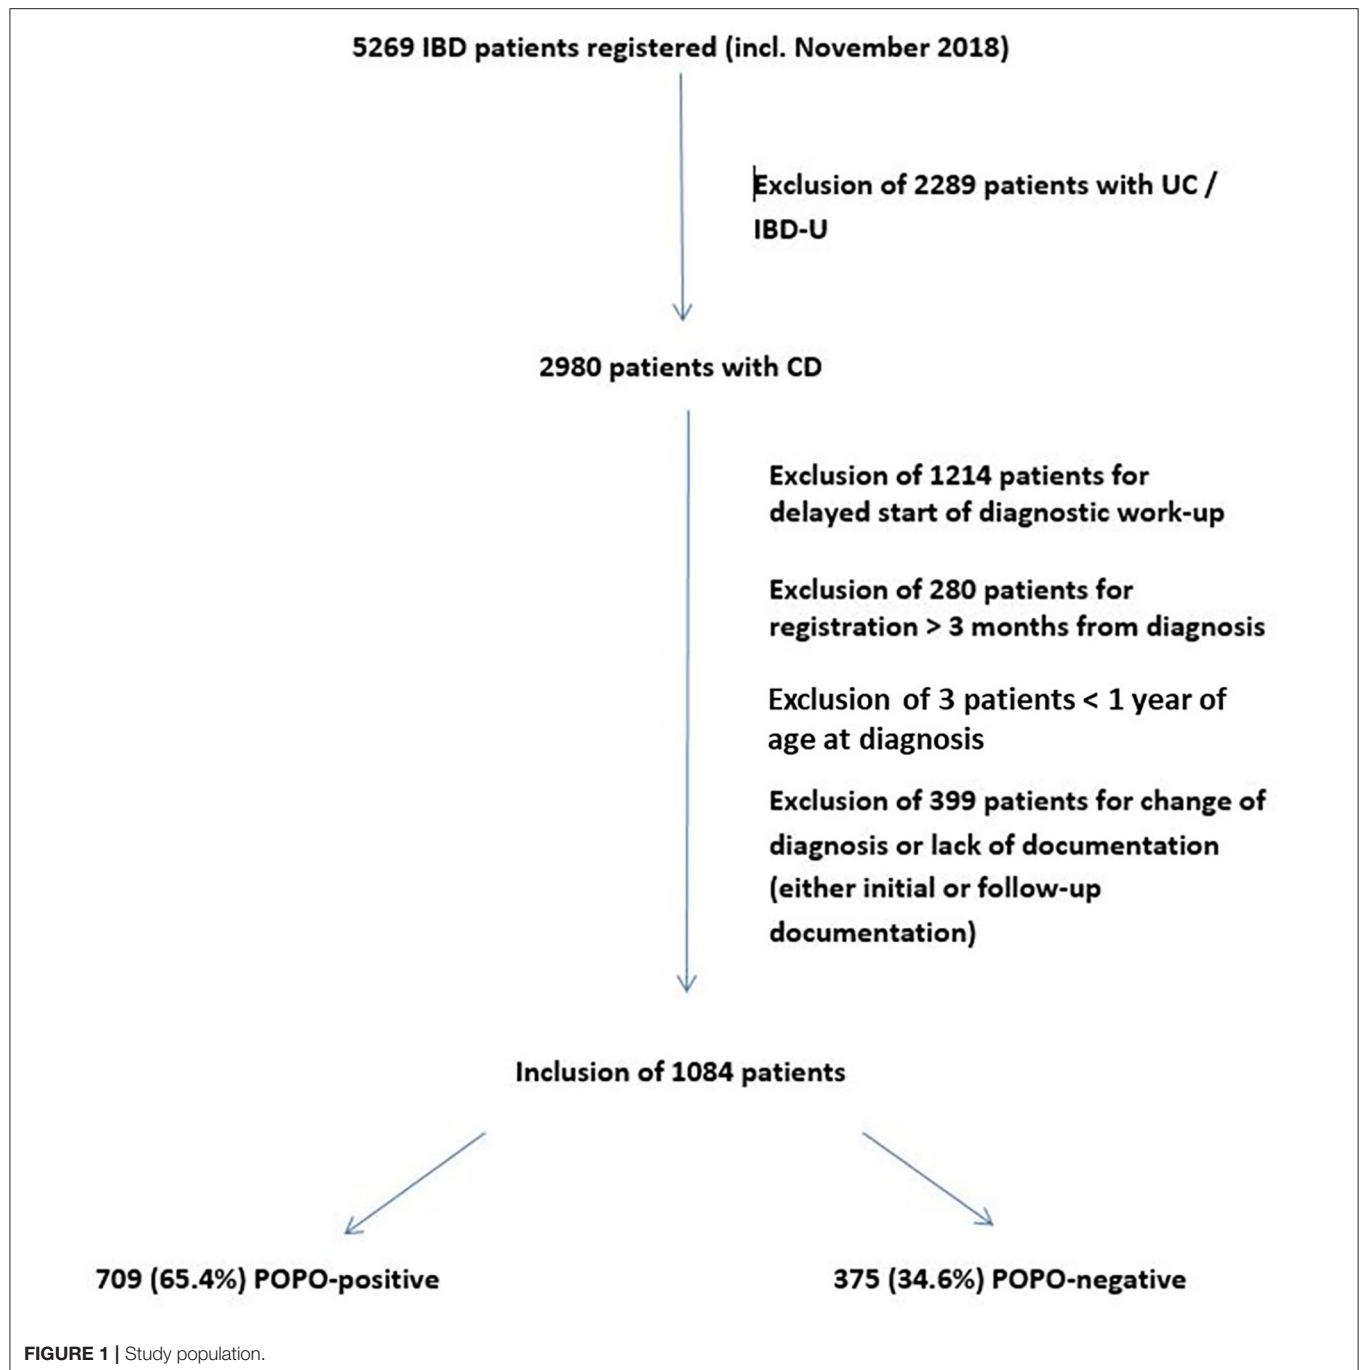 5269 IBD patients registered (incl. November 2018)
Exclusion of 2289 patients with UC /
IBD-U
2980 patients with CD
Exclusion of 1214 patients for
delayed start of diagnostic work-up
Exclusion of 280 patients for
registration > 3 months from diagnosis
Exclusion of 3 patients < 1 year of
age at diagnosis
Exclusion of 399 patients for change of
diagnosis or lack of documentation
(either initial or follow-up
documentation)
Inclusion of 1084 patients
709 (65.4%) POPO-positive
375 (34.6%) POPO-negative
FIGURE 1 | Study population.